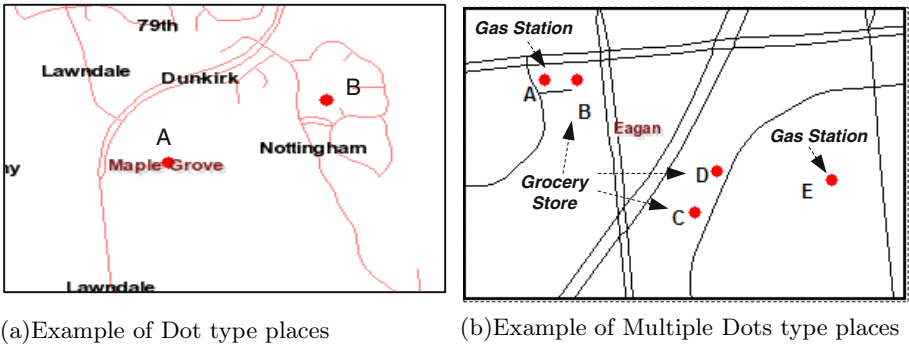 79th
Lawndale
Dunkirk
B
A
Nottingham
Maple Grove
ny
Lawndale
(a)Example of Dot type places
Gas Station
A
B
Eagan
Gas Station
Grocery
Store
D
E
C
(b)Example of Multiple Dots type places